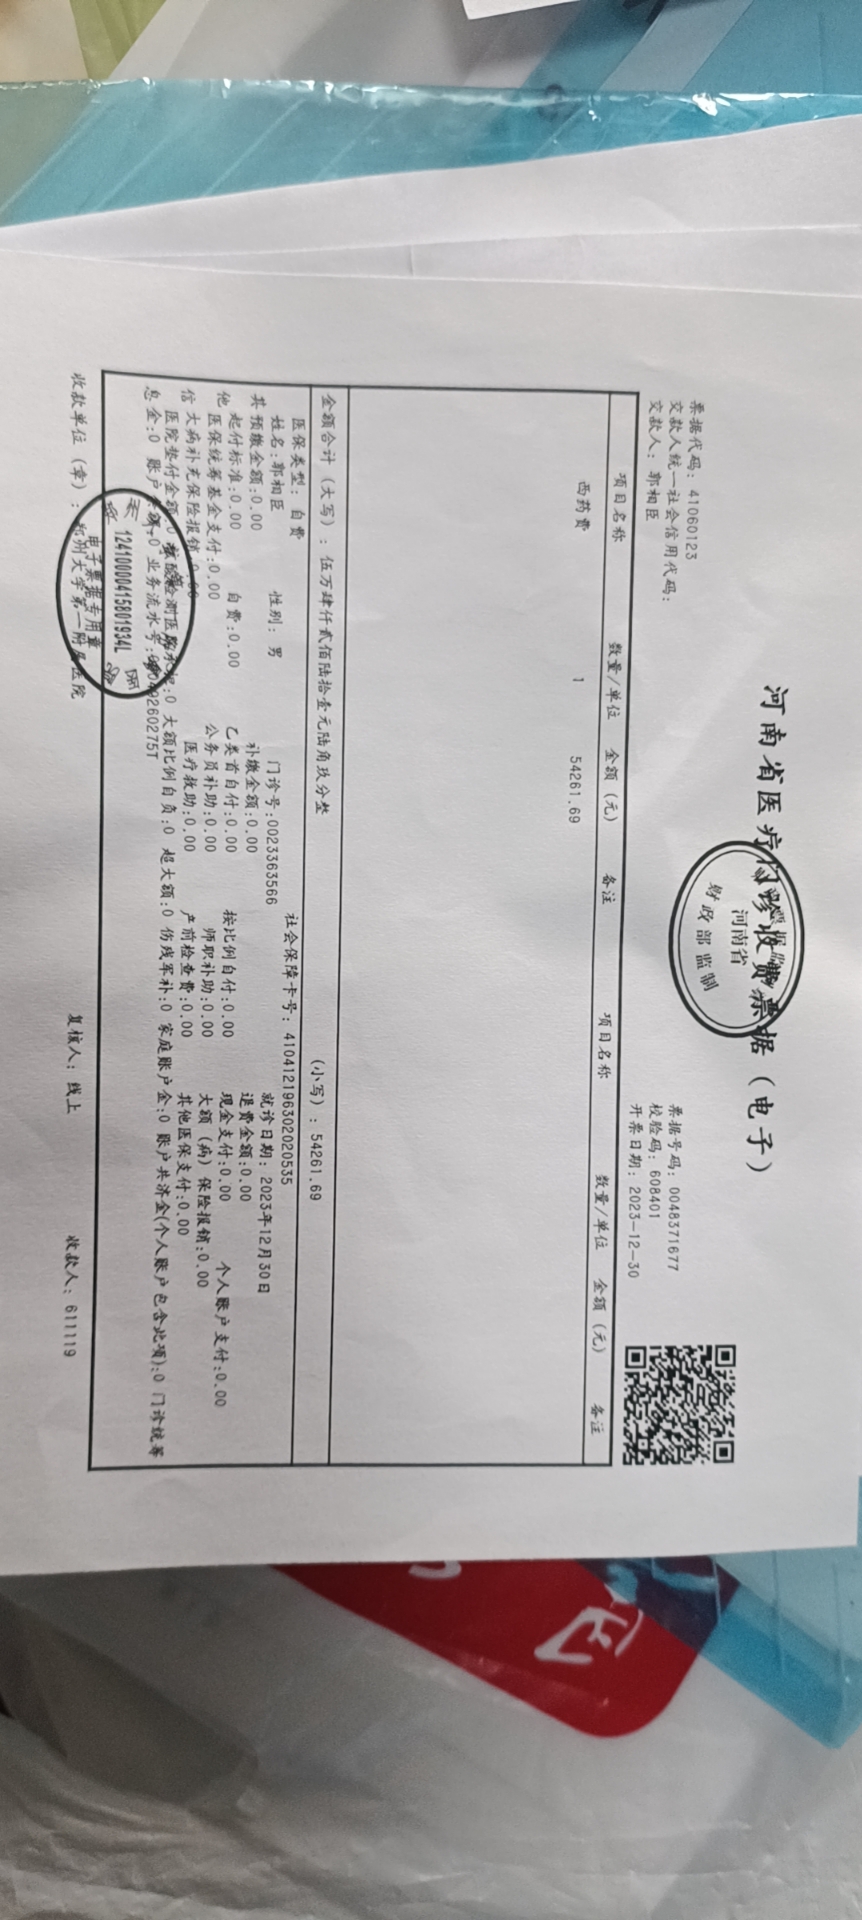 河南省医疗门诊收费票据（电子）
河南省
财政部监制
票据代码：41060123
票据号码：0048371677
交款人统一社会信用代码：
校验码：608401
交款人：郭相臣
开票日期：2023-12-30
项目名称 数量/单位 金额（元） 备注 项目名称 数量/单位 金额（元） 备注
西药费 1 54261.69
金额合计（大写）：伍万肆仟贰佰陆拾壹元陆角玖分整 （小写）：54261.69
其他信息
医保类型：自费 社会保障卡号：410412196302020535
姓名：郭相臣 性别：男 门诊号：0023363566 就诊日期：2023年12月30日
预缴金额：0.00 补缴金额：0.00 退费金额：0.00
起付标准：0.00 自费：0.00 乙类首自付：0.00 按比例自付：0.00 现金支付：0.00 个人账户支付：0.00
医保统筹基金支付：0.00 公务员补助：0.00 师职补助：0.00 大额（病）保险报销：0.00
大病补充保险报销：0.00 医疗救助：0.00 产前检查费：0.00 其他医保支付：0.00
医院垫付金额：0 核酸检测医院 :0 大额比例自负：0 超大额：0 伤残军补：0 家庭账户金：0 账户共济金(个人账户包含此项)：0 门诊统筹
金：0 账户 :0 业务流水号： 9260275T
电子票据专用章
12410000415801934L
收款单位（章）：郑州大学第一附属医院 复核人：线上 收款人：611119